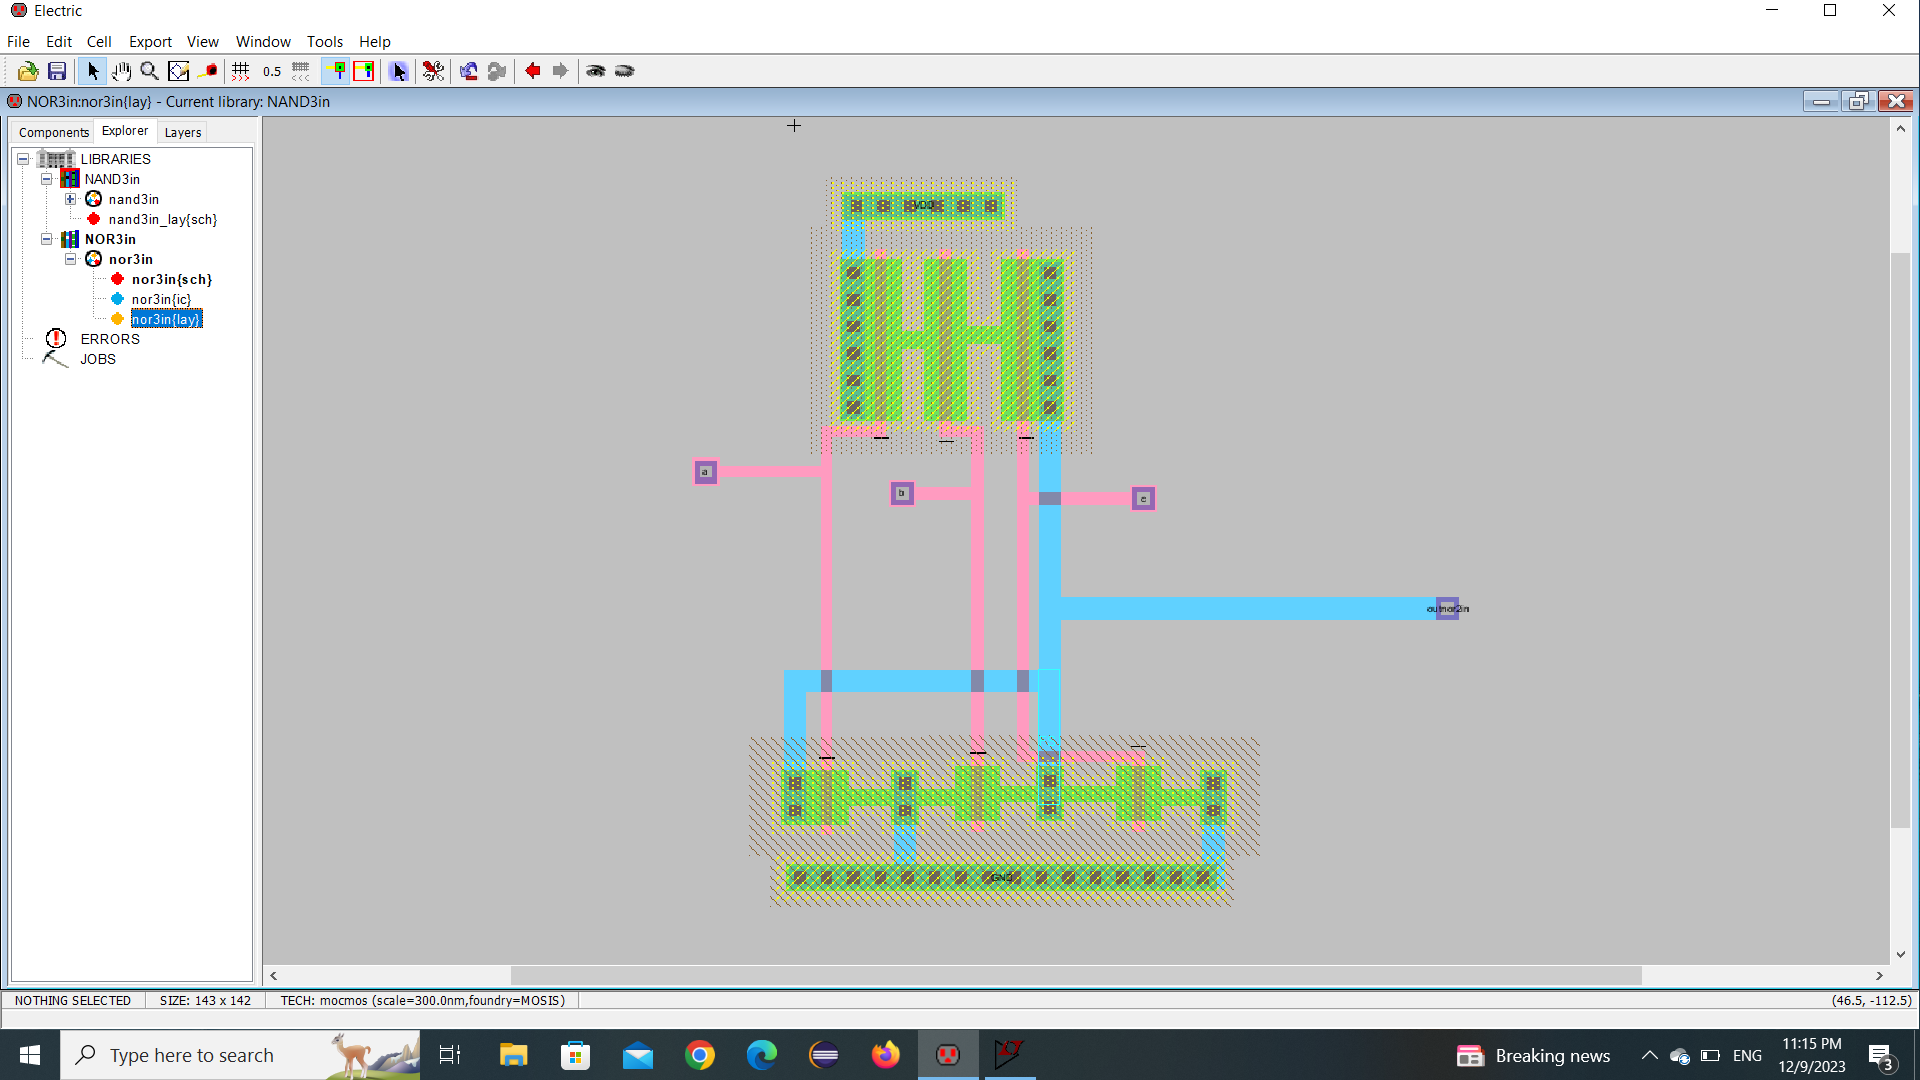 Electric
File Edit Cell Export View Window Tools Help
0.5
NOR3in:nor3in{lay} - Current library: NAND3in
Components Explorer Layers
LIBRARIES
NAND3in
nand3in
nand3in_lay{sch}
NOR3in
nor3in
nor3in{sch}
nor3in{ic}
nor3in{lay}
ERRORS
JOBS
VDD
a
b
c
GND
NOTHING SELECTED SIZE: 143 x 142 TECH: mocmos (scale=300.0nm,foundry=MOSIS) (46.5, -112.5)
Type here to search
Breaking news
ENG
11:15 PM
12/9/2023
3